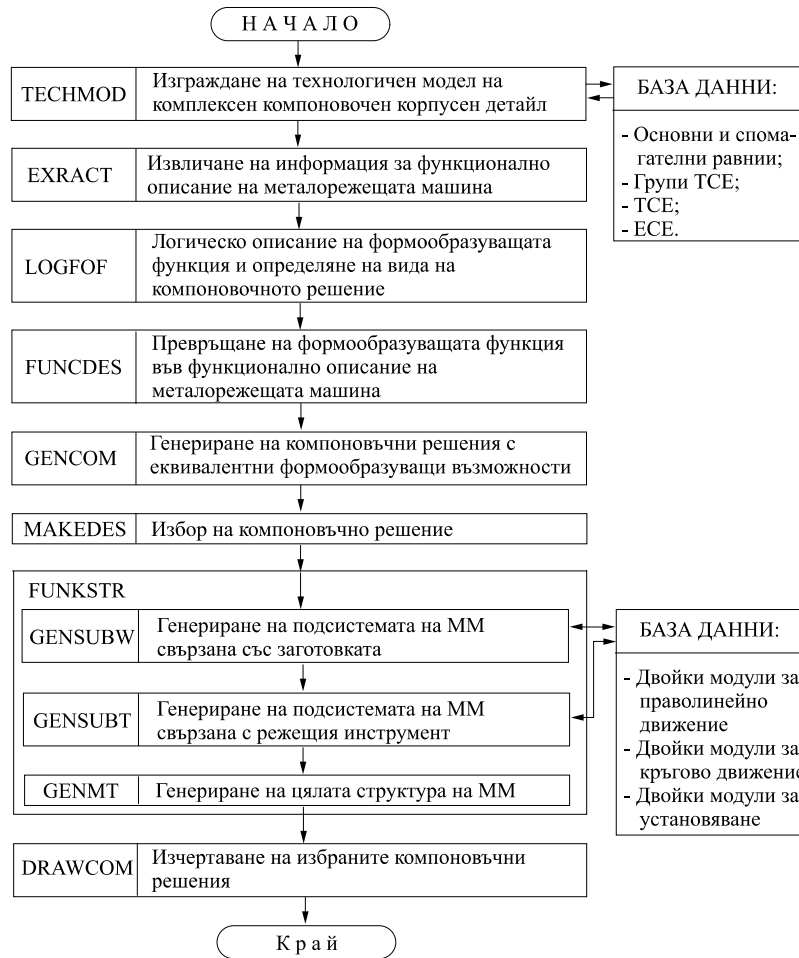 Н А Ч А Л О
TECHMOD
Изграждане на технологичен модел на
комплексен компоновочен корпусен детайл
БАЗА ДАННИ:
- Основни и спома-
гателни равнии;
- Групи ТСЕ;
- ТСЕ;
- ЕСЕ.
EXRACT
Извличане на информация за функционално
описание на металорежещата машина
LOGFOF
Логическо описание на формообразуващата
функция и определяне на вида на
компоновочното решение
FUNCDES
Превръщане на формообразуващата функция
във функционално описание на
металорежещата машина
GENCOM
Генериране на компоновъчни решения с
еквивалентни формообразуващи възможности
MAKEDES
Избор на компоновъчно решение
FUNKSTR
GENSUBW
Генериране на подсистемата на ММ
свързана със заготовката
GENSUBT
Генериране на подсистемата на ММ
свързана с режещия инструмент
GENMT
Генериране на цялата структура на ММ
БАЗА ДАННИ:
- Двойки модули за
праволинейно
движение
- Двойки модули за
кръгово движение
- Двойки модули за
установяване
DRAWCOM
Изчертаване на избраните компоновъчни
решения
К р а й